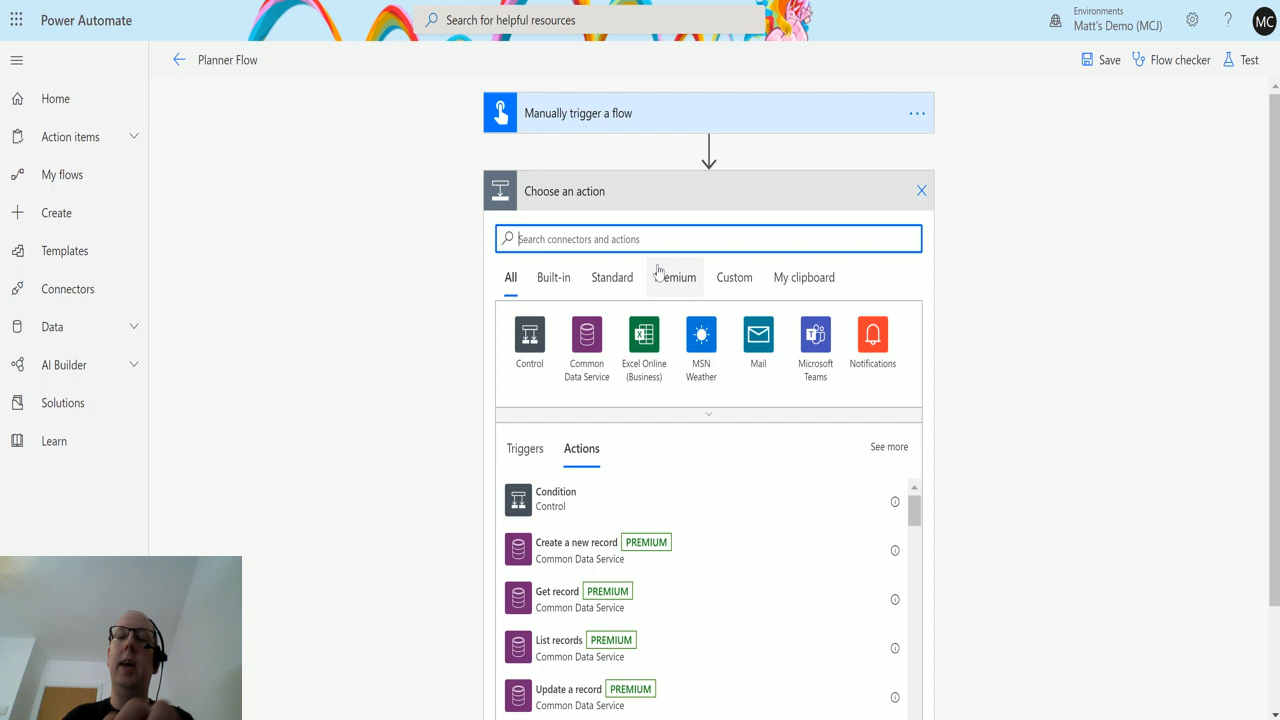 Power Automate
Search for helpful resources
Environments
Matt's Demo (MCJ)
?
MC
Planner Flow
Save
Flow checker
Test
Home
Action items
My flows
Create
Templates
Connectors
Data
AI Builder
Solutions
Learn
Manually trigger a flow
Choose an action
Search connectors and actions
All
Built-in
Standard
Premium
Custom
My clipboard
Control
Common
Data Service
Excel Online
(Business)
MSN
Weather
Mail
Microsoft
Teams
Notifications
Triggers
Actions
See more
Condition
Control
Create a new record PREMIUM
Common Data Service
Get record PREMIUM
Common Data Service
List records PREMIUM
Common Data Service
Update a record PREMIUM
Common Data Service